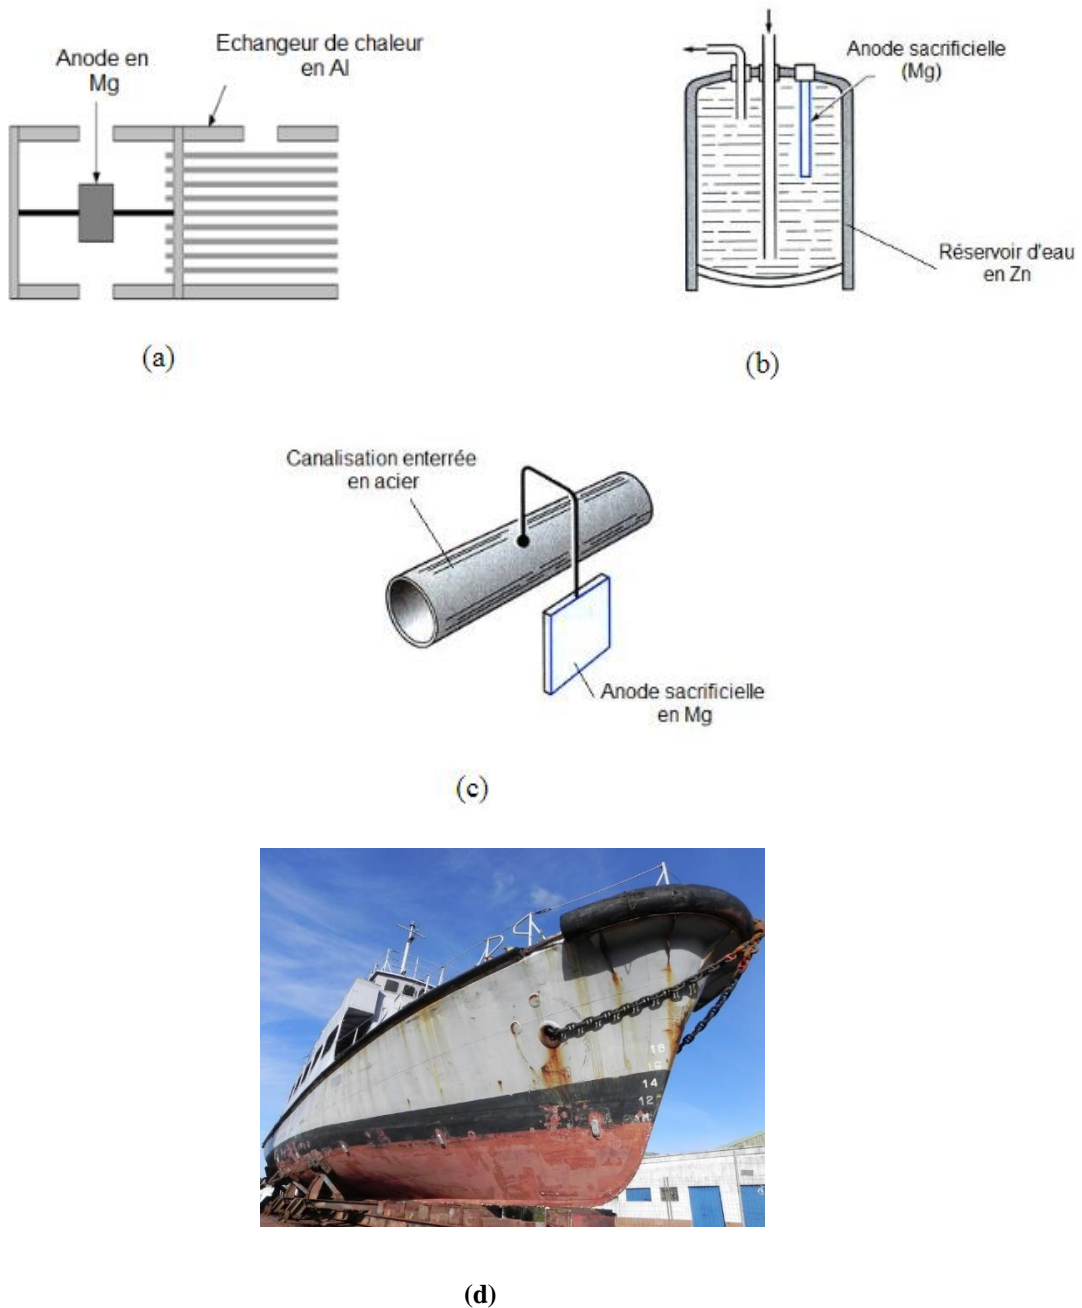 Anode en
Mg
Echangeur de chaleur
en Al
(a)
Anode sacrificielle
(Mg)
Réservoir d'eau
en Zn
(b)
Canalisation enterrée
en acier
Anode sacrificielle
en Mg
(c)
18
14
12
(d)